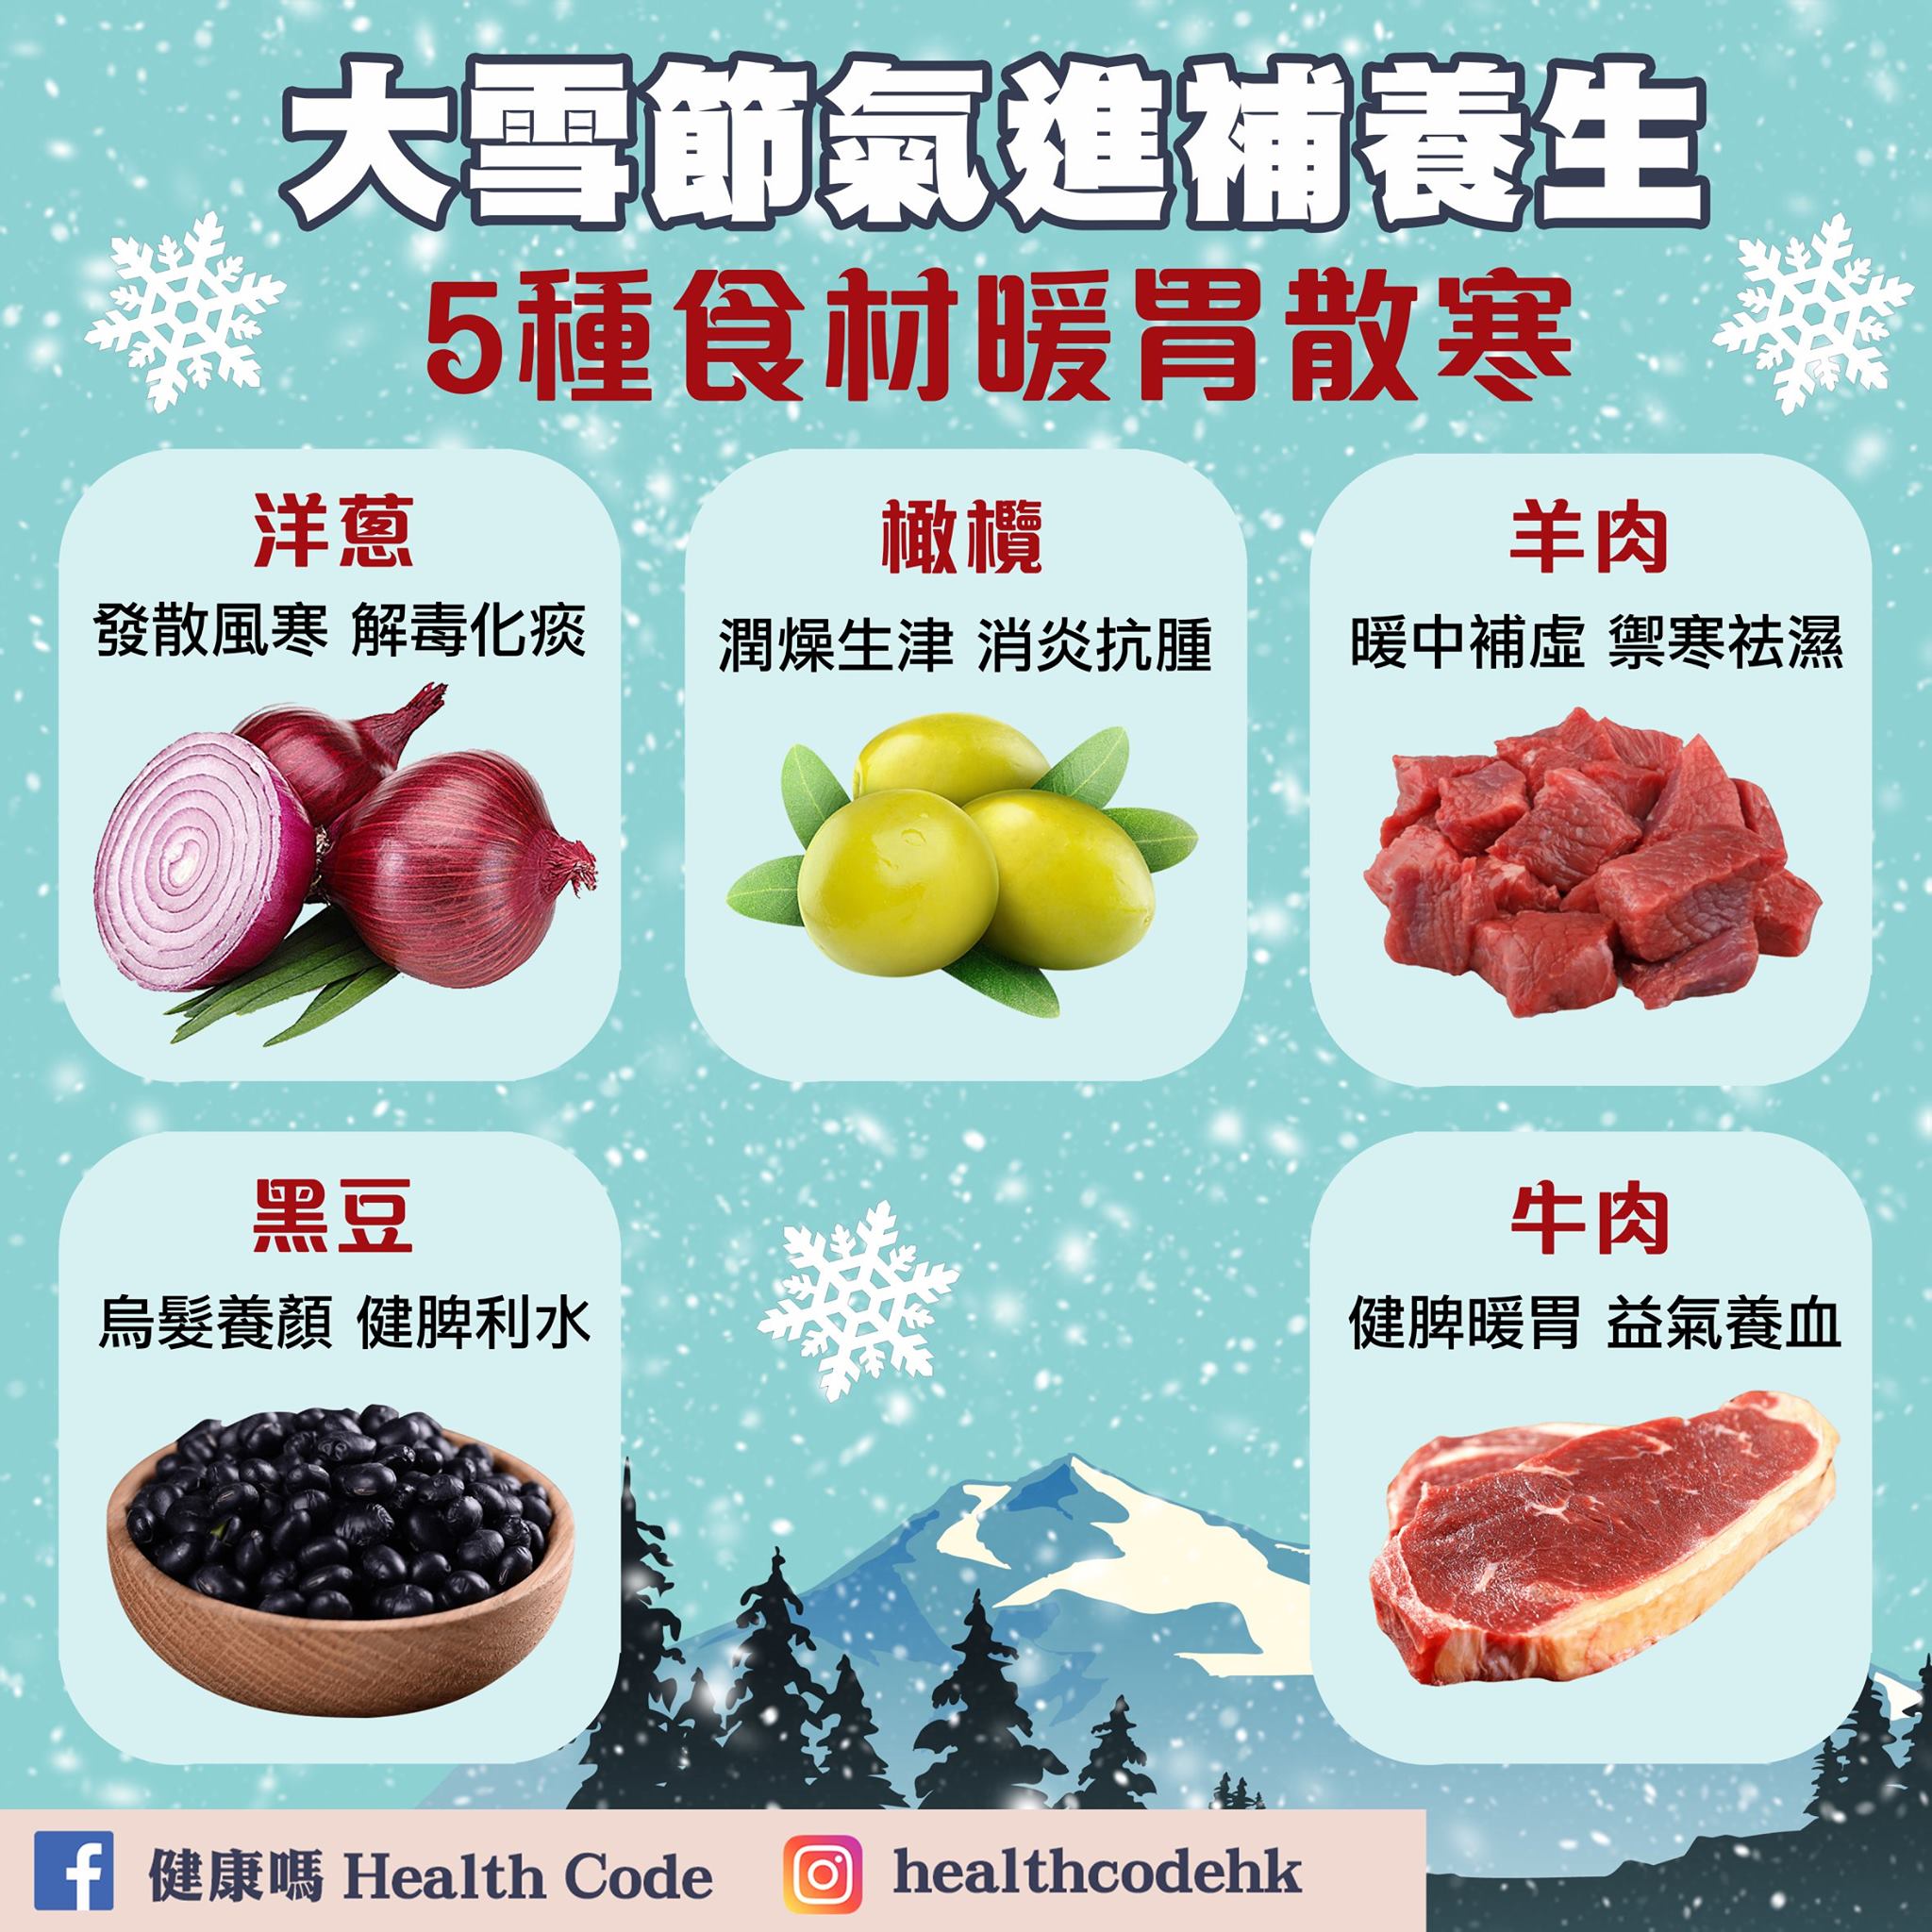 大雪節氣進補養生
5種食材暖胃散寒
洋蔥
發散風寒 解毒化痰
橄欖
潤燥生津 消炎抗腫
羊肉
暖中補虛 禦寒祛濕
黑豆
烏髮養顏 健脾利水
牛肉
健脾暖胃 益氣養血
健康嗎 Health Code
healthcodehk